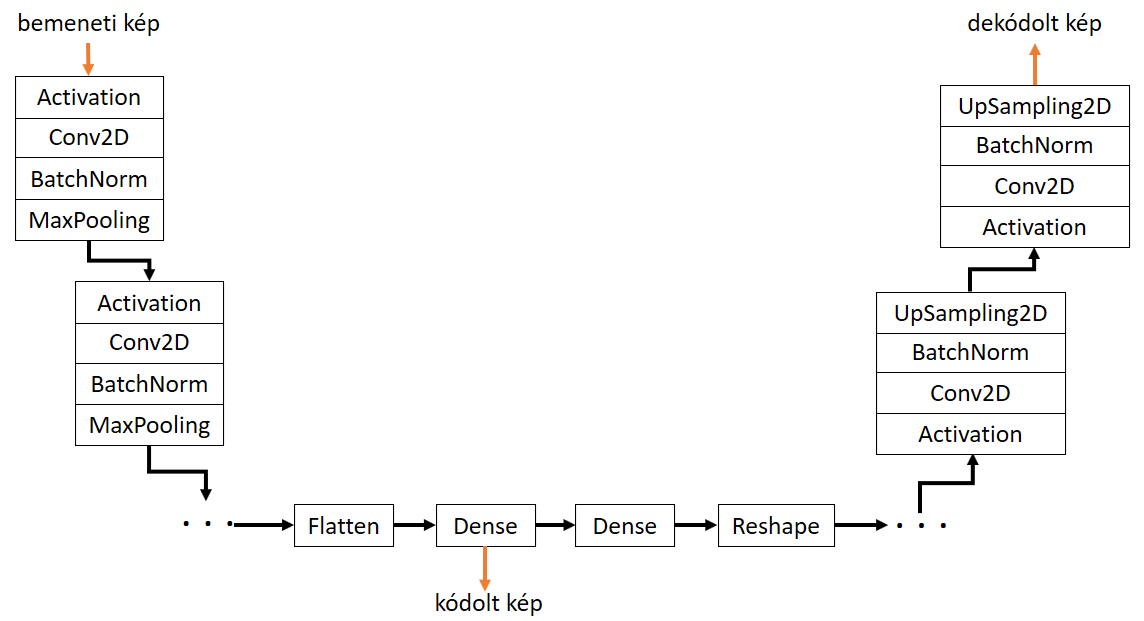 bemeneti kép
Activation
Conv2D
BatchNorm
MaxPooling
Activation
Conv2D
BatchNorm
MaxPooling
. . .
Flatten
Dense
kódolt kép
Dense
Reshape
. . .
dekódolt kép
UpSampling2D
BatchNorm
Conv2D
Activation
UpSampling2D
BatchNorm
Conv2D
Activation